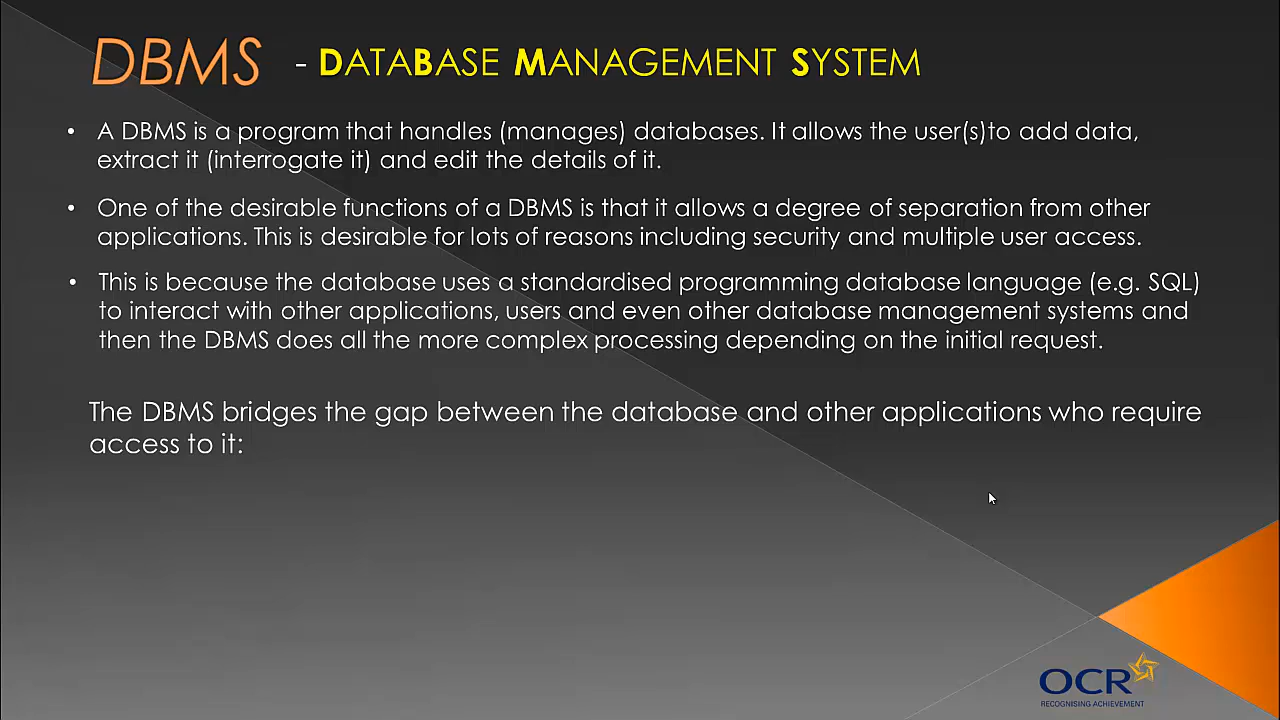 DBMS - DATABASE MANAGEMENT SYSTEM
• A DBMS is a program that handles (manages) databases. It allows the user(s)to add data,
extract it (interrogate it) and edit the details of it.
• One of the desirable functions of a DBMS is that it allows a degree of separation from other
applications. This is desirable for lots of reasons including security and multiple user access.
• This is because the database uses a standardised programming database language (e.g. SQL)
to interact with other applications, users and even other database management systems and
then the DBMS does all the more complex processing depending on the initial request.
The DBMS bridges the gap between the database and other applications who require
access to it:
OCR
RECOGNISING ACHIEVEMENT